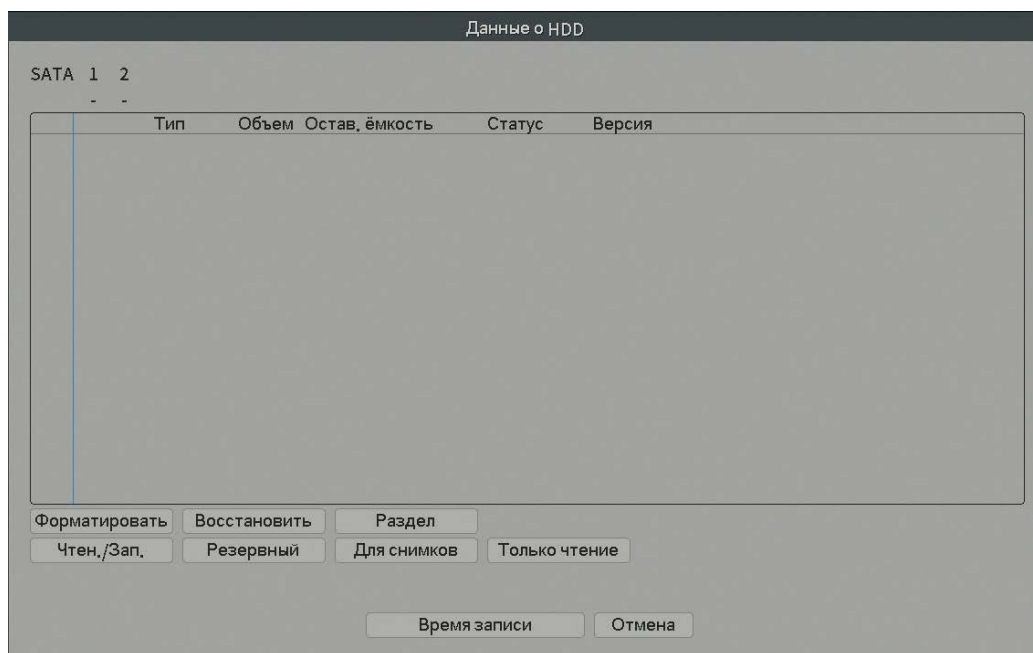 Данные о HDD
SATA 1 2
- -
Тип Объем Остав. ёмкость Статус Версия
Форматировать Восстановить Раздел
Чтен./Зап. Резервный Для снимков Только чтение
Время записи Отмена